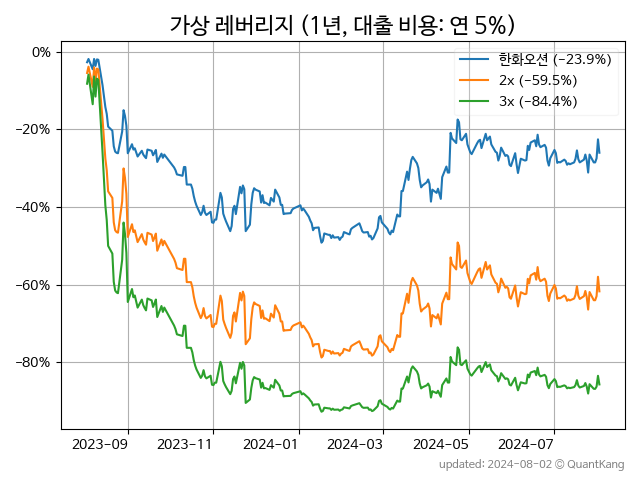 가상 레버리지 (1년, 대출 비용: 연 5%)
한화오션 (−23.9%)
2x (−59.5%)
3x (−84.4%)
0%
−20%
−40%
−60%
−80%
2023-09 2023-11 2024-01 2024-03 2024-05 2024-07
updated: 2024-08-02 © QuantKang